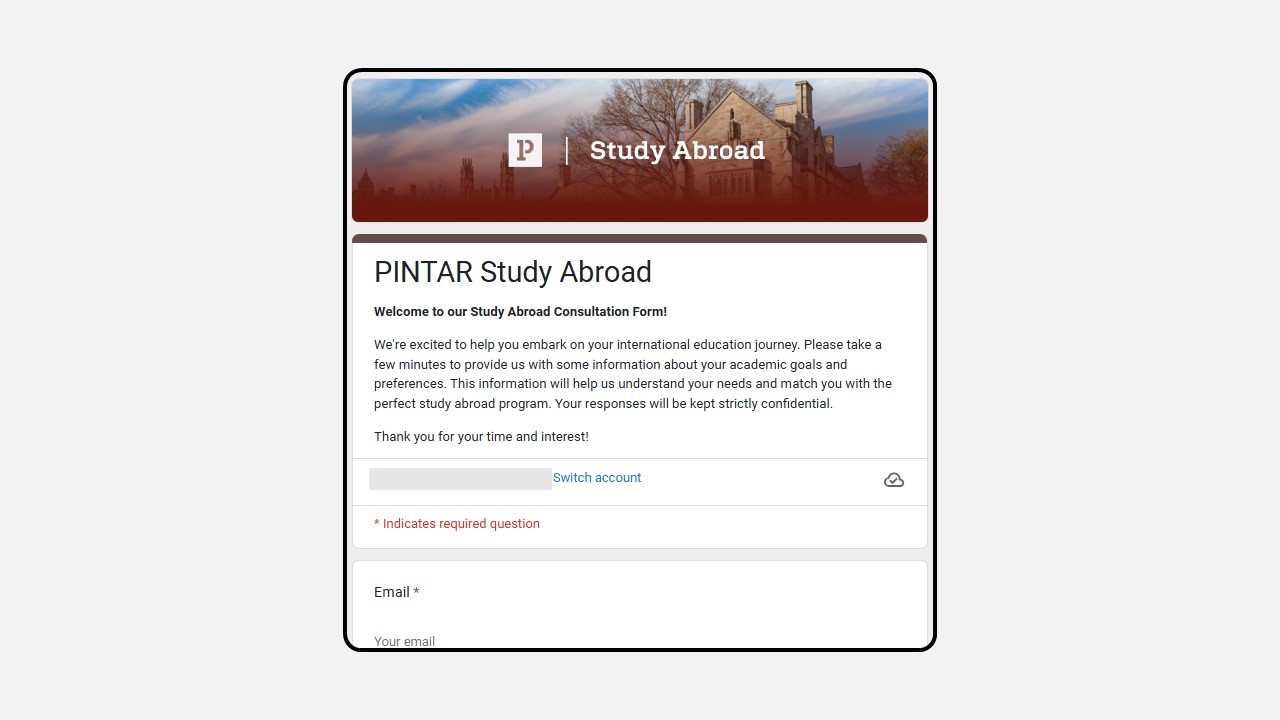 P | Study Abroad
PINTAR Study Abroad
Welcome to our Study Abroad Consultation Form!
We're excited to help you embark on your international education journey. Please take a
few minutes to provide us with some information about your academic goals and
preferences. This information will help us understand your needs and match you with the
perfect study abroad program. Your responses will be kept strictly confidential.
Thank you for your time and interest!
Switch account
* Indicates required question
Email *
Your email